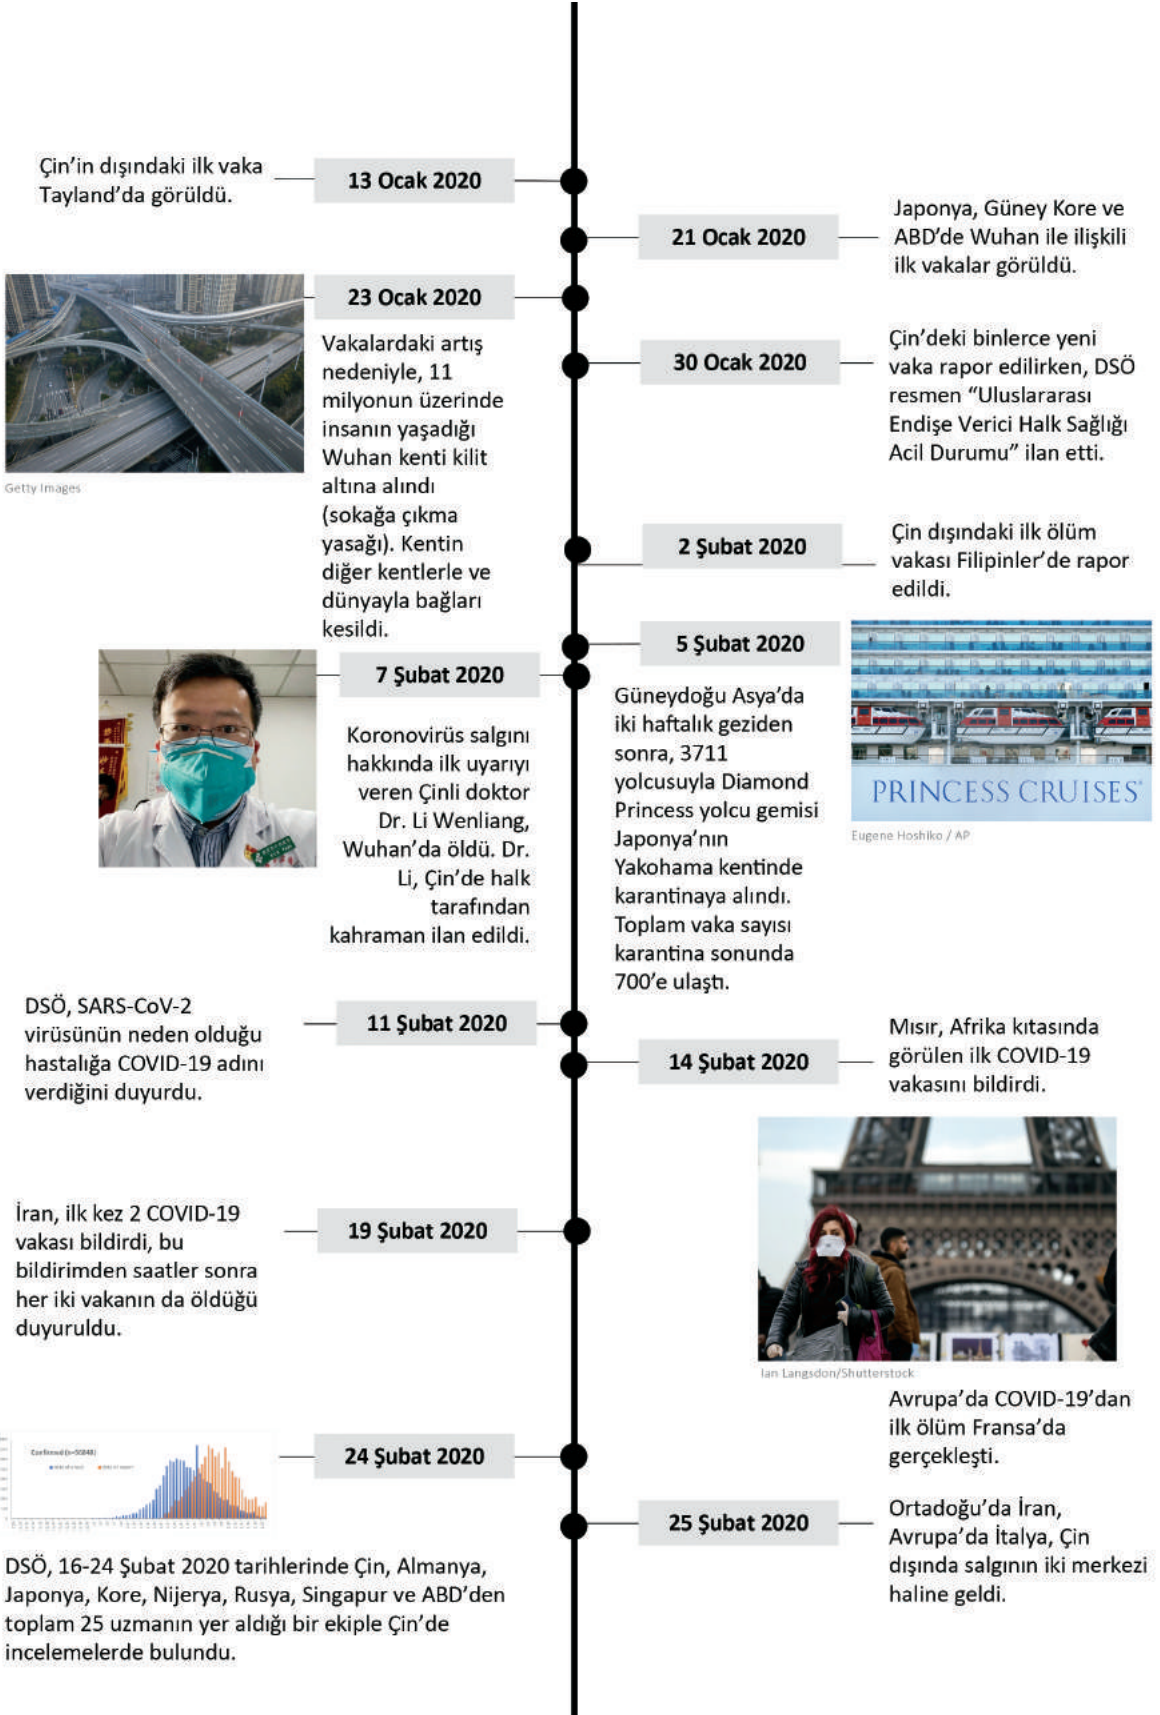 Çin'in dışındaki ilk vaka
Tayland'da görüldü.
13 Ocak 2020
21 Ocak 2020
Japonya, Güney Kore ve
ABD'de Wuhan ile ilişkili
ilk vakalar görüldü.
23 Ocak 2020
Getty Images
Vakalardaki artış
nedeniyle, 11
milyonun üzerinde
insanın yaşadığı
Wuhan kenti kilit
altına alındı
(sokağa çıkma
yasağı). Kentin
diğer kentlerle ve
dünyayla bağları
kesildi.
30 Ocak 2020
Çin'deki binlerce yeni
vaka rapor edilirken, DSÖ
resmen “Uluslararası
Endişe Verici Halk Sağlığı
Acil Durumu” ilan etti.
2 Şubat 2020
Çin dışındaki ilk ölüm
vakası Filipinler'de rapor
edildi.
5 Şubat 2020
PRINCESS CRUISES
Eugene Hoshiko / AP
Güneydoğu Asya'da
iki haftalık geziden
sonra, 3711
yolcusuyla Diamond
Princess yolcu gemisi
Japonya'nın
Yakohama kentinde
karantinaya alındı.
Toplam vaka sayısı
karantina sonunda
700'e ulaştı.
7 Şubat 2020
Koronovirüs salgını
hakkında ilk uyarıyı
veren Çinli doktor
Dr. Li Wenliang,
Wuhan'da öldü. Dr.
Li, Çin'de halk
tarafından
kahraman ilan edildi.
DSÖ, SARS-CoV-2
virüsünün neden olduğu
hastalığa COVID-19 adını
verdiğini duyurdu.
11 Şubat 2020
14 Şubat 2020
Mısır, Afrika kıtasında
görülen ilk COVID-19
vakasını bildirdi.
Ian Langsdon/Shutterstock
Avrupa'da COVID-19'dan
ilk ölüm Fransa'da
gerçekleşti.
İran, ilk kez 2 COVID-19
vakası bildirdi, bu
bildirimden saatler sonra
her iki vakanın da öldüğü
duyuruldu.
19 Şubat 2020
24 Şubat 2020
DSÖ, 16-24 Şubat 2020 tarihlerinde Çin, Almanya,
Japonya, Kore, Nijerya, Rusya, Singapur ve ABD'den
toplam 25 uzmanın yer aldığı bir ekiple Çin'de
incelemelerde bulundu.
25 Şubat 2020
Ortadoğu'da İran,
Avrupa'da İtalya, Çin
dışında salgının iki merkezi
haline geldi.